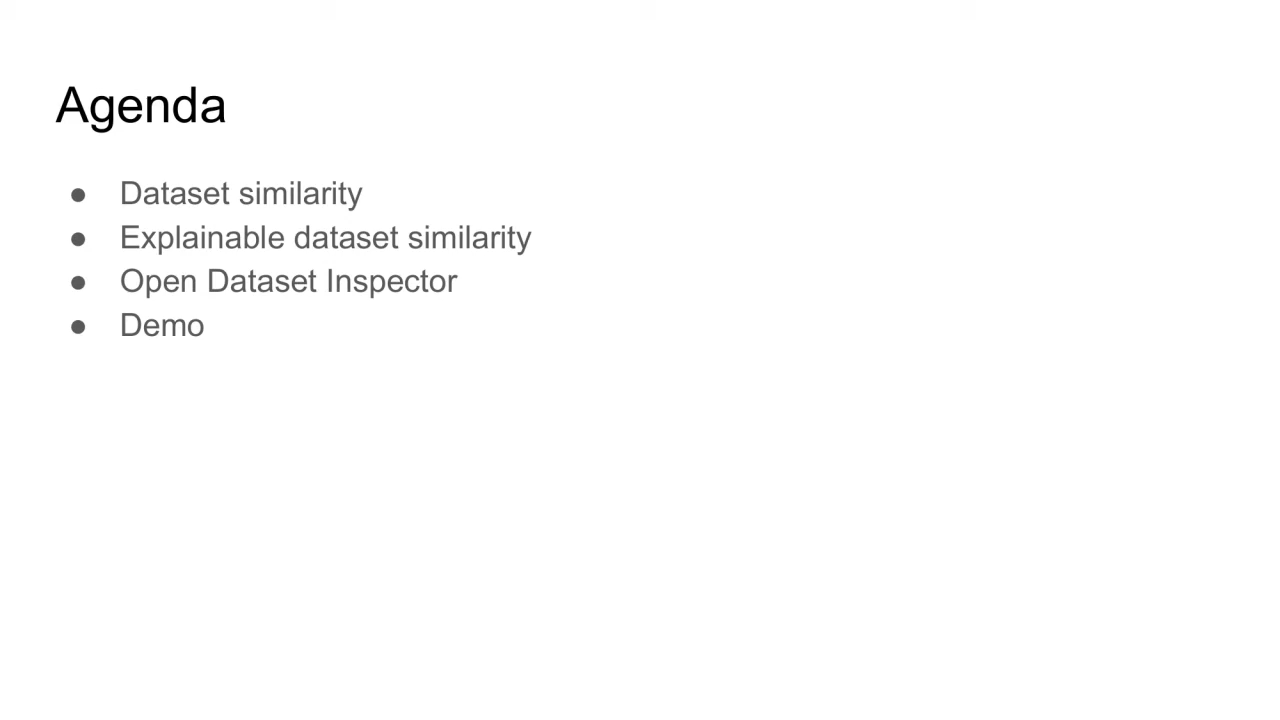 Agenda
● Dataset similarity
● Explainable dataset similarity
● Open Dataset Inspector
● Demo